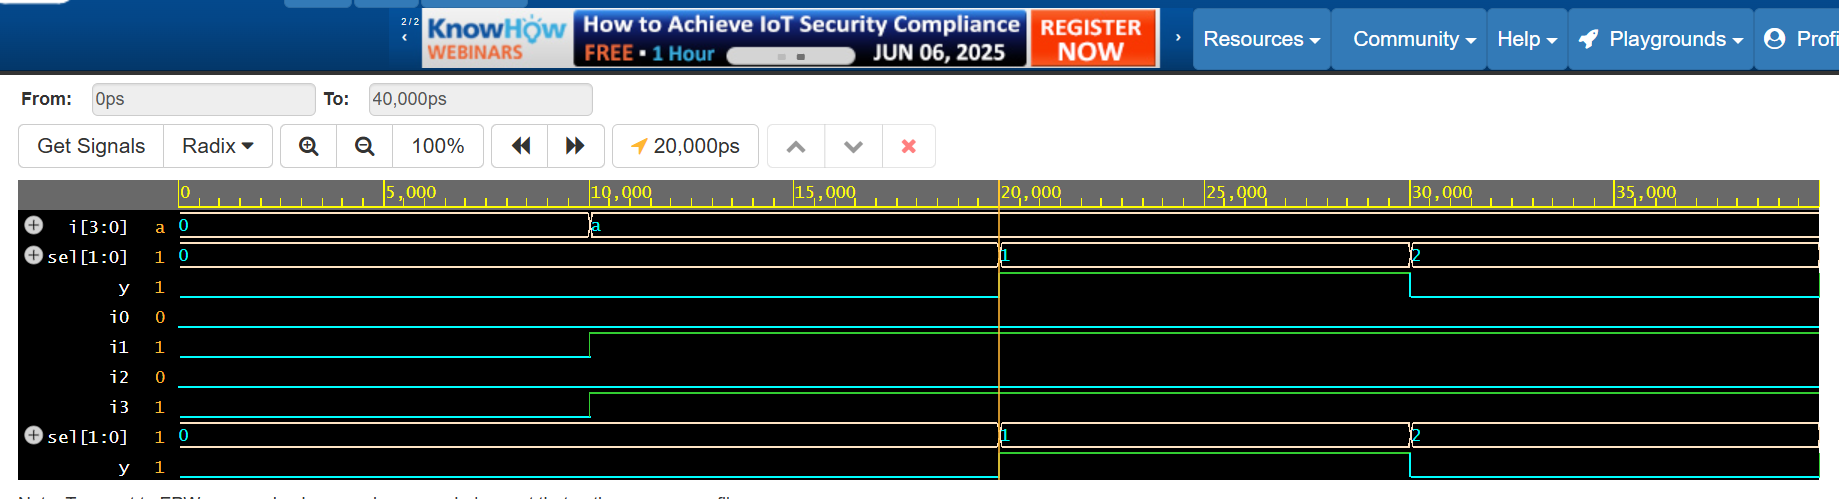 2/2
KnowHow
WEBINARS
How to Achieve IoT Security Compliance
FREE • 1 Hour
JUN 06, 2025
REGISTER
NOW
Resources
Community
Help
Playgrounds
Profi
From: 0ps To: 40,000ps
Get Signals Radix 100% 20,000ps
0 5,000 10,000 15,000 20,000 25,000 30,000 35,000
i[3:0] a 0 a
sel[1:0] 1 0 1 2
y 1
i0 0
i1 1
i2 0
i3 1
sel[1:0] 1 0 1 2
y 1